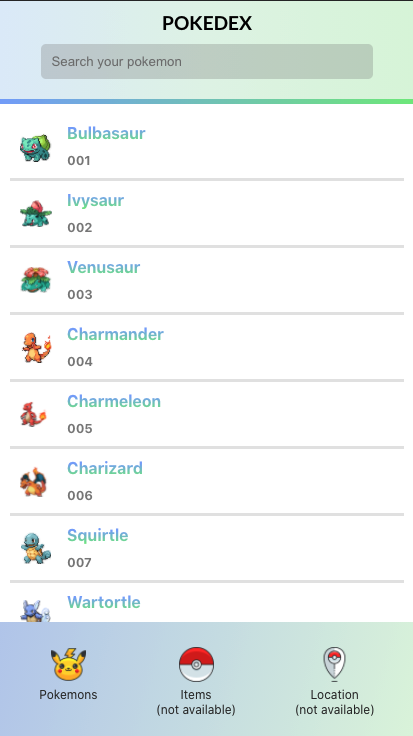 POKEDEX
Search your pokemon
Bulbasaur
001
Ivysaur
002
Venusaur
003
Charmander
004
Charmeleon
005
Charizard
006
Squirtle
007
Wartortle
Pokemons
Items
(not available)
Location
(not available)